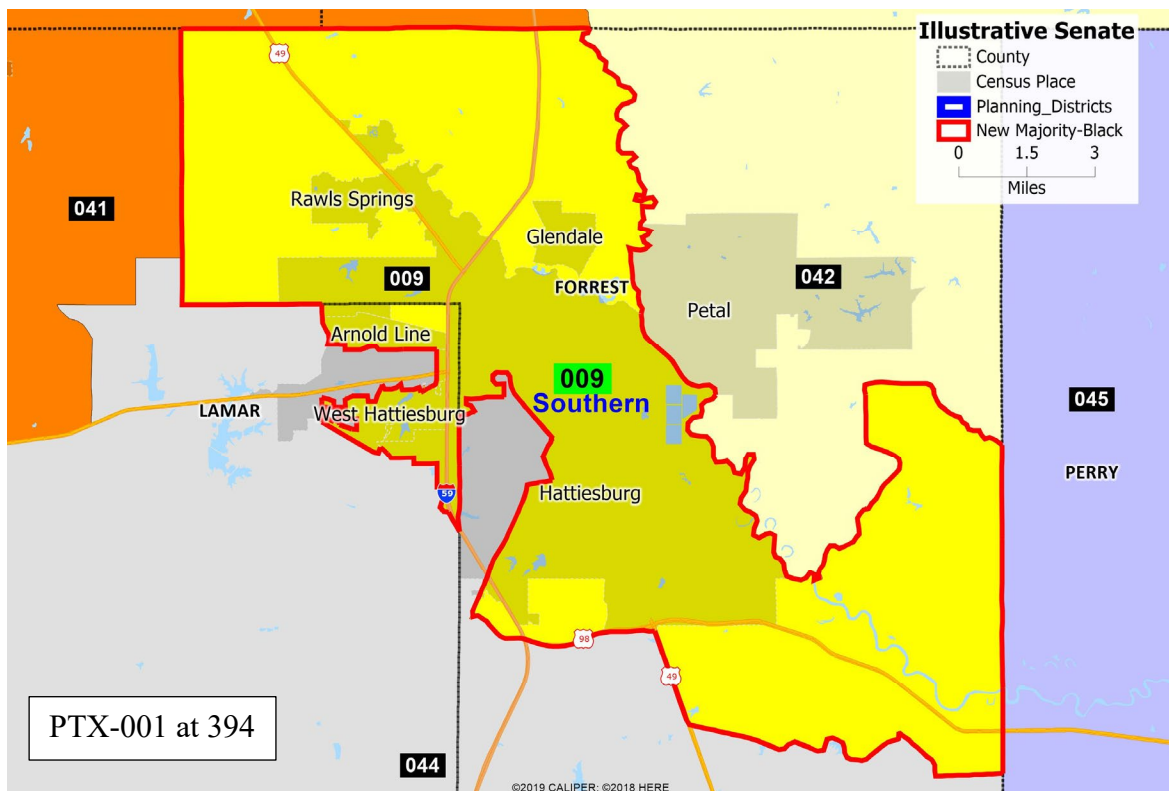 Illustrative Senate
County
Census Place
Planning_Districts
New Majority-Black
0 1.5 3
Miles
49
Rawls Springs
041
Glendale
009
042
FORREST
Petal
Arnold Line
009
Southern
045
LAMAR
West Hattiesburg
PERRY
59
Hattiesburg
98
49
PTX-001 at 394
044
©2019 CALIPER; ©2018 HERE